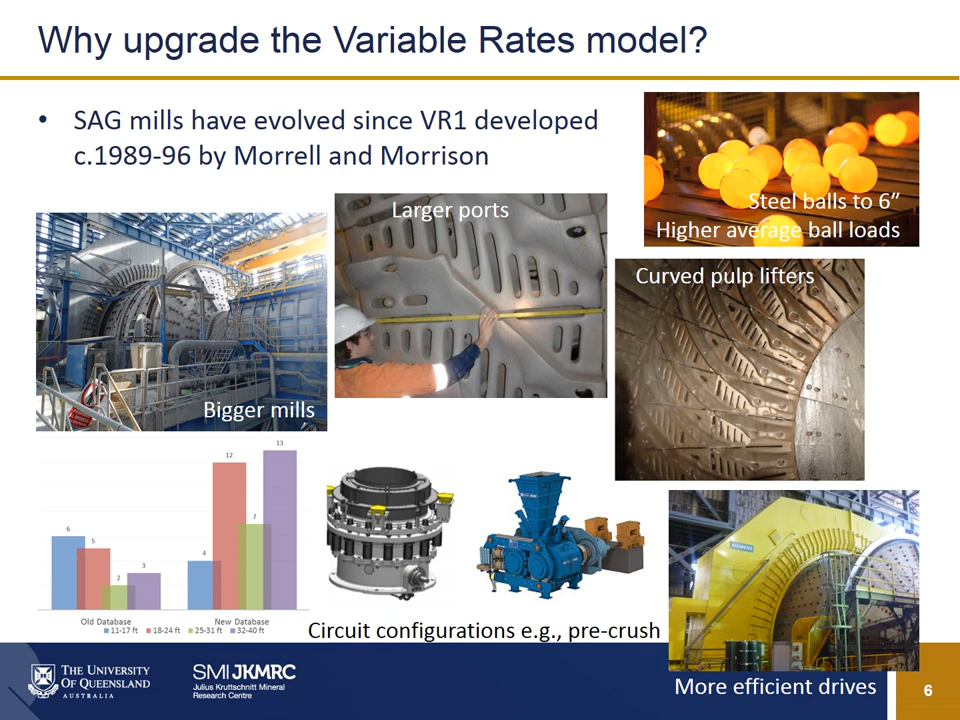 Why upgrade the Variable Rates model?
• SAG mills have evolved since VR1 developed
c.1989-96 by Morrell and Morrison
Steel balls to 6”
Higher average ball loads
Larger ports
Curved pulp lifters
Bigger mills
6
5
2
3
4
12
7
13
Old Database
New Database
11-17 ft
18-24 ft
25-31 ft
32-40 ft
Circuit configurations e.g., pre-crush
SIEMENS
More efficient drives
THE UNIVERSITY
OF QUEENSLAND
AUSTRALIA
SMI JKMRC
Julius Kruttschnitt Mineral
Research Centre
6